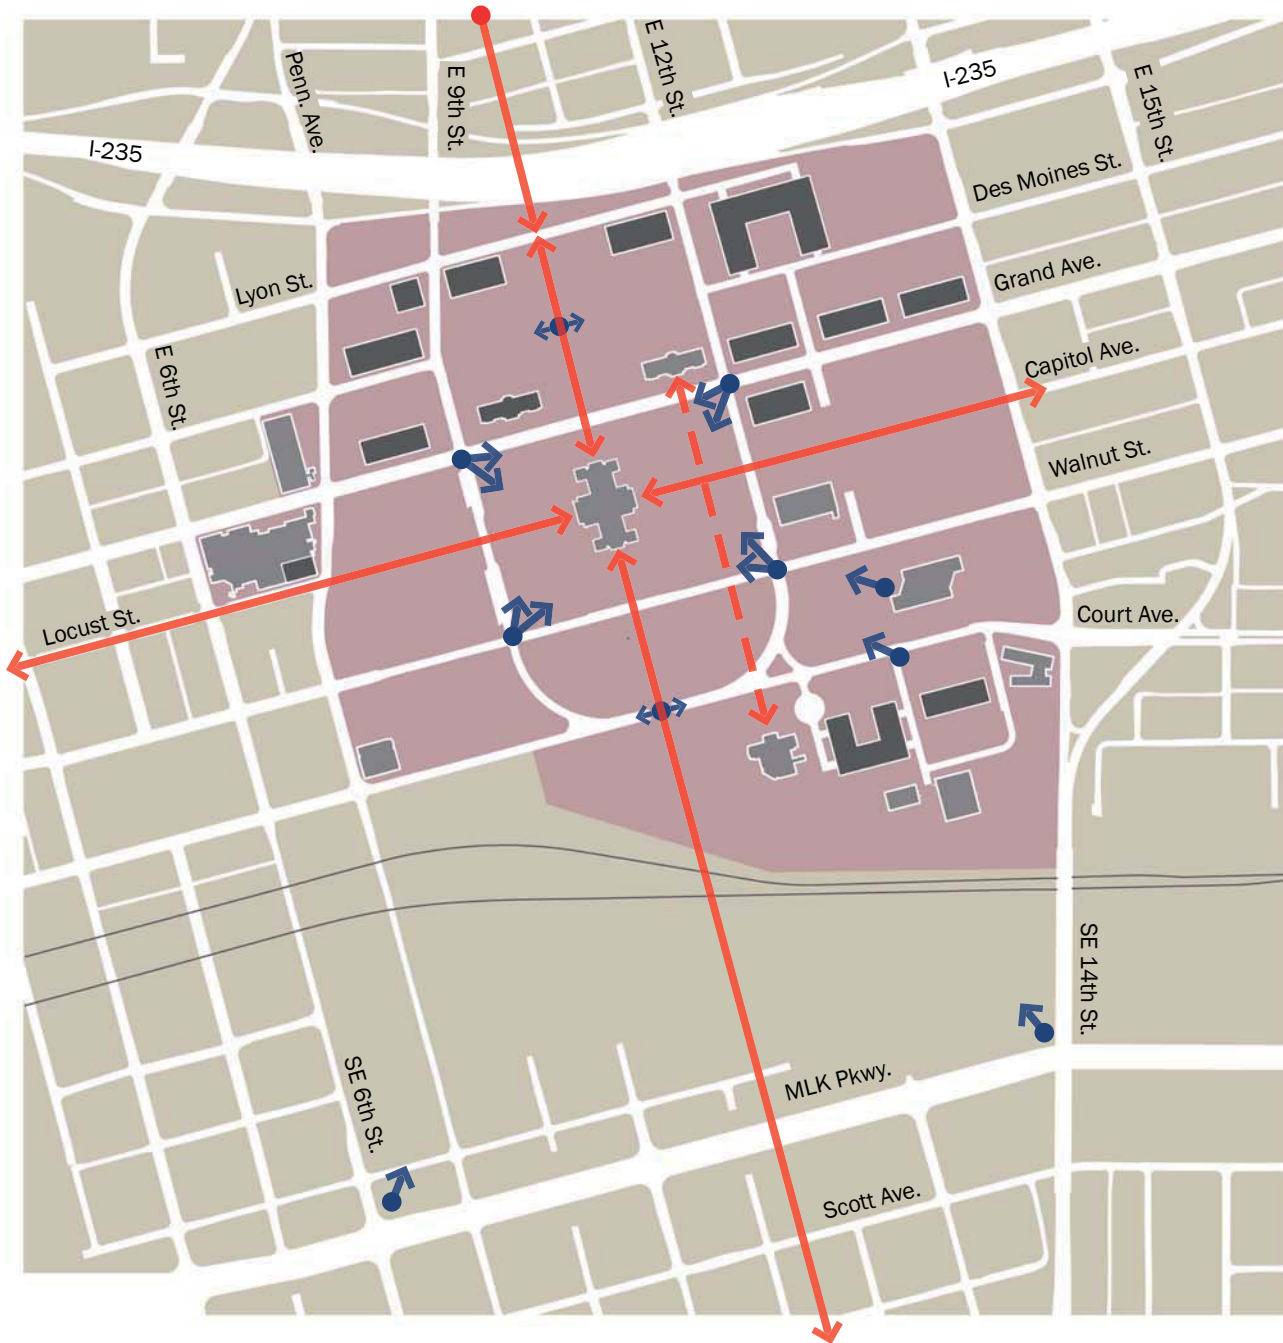 E 12th St.
I-235
Penn. Ave.
E 9th St.
E 15th St.
I-235
Des Moines St.
Grand Ave.
Lyon St.
Capitol Ave.
E 6th St.
Walnut St.
Court Ave.
Locust St.
SE 14th St.
MLK Pkwy.
SE 6th St.
Scott Ave.